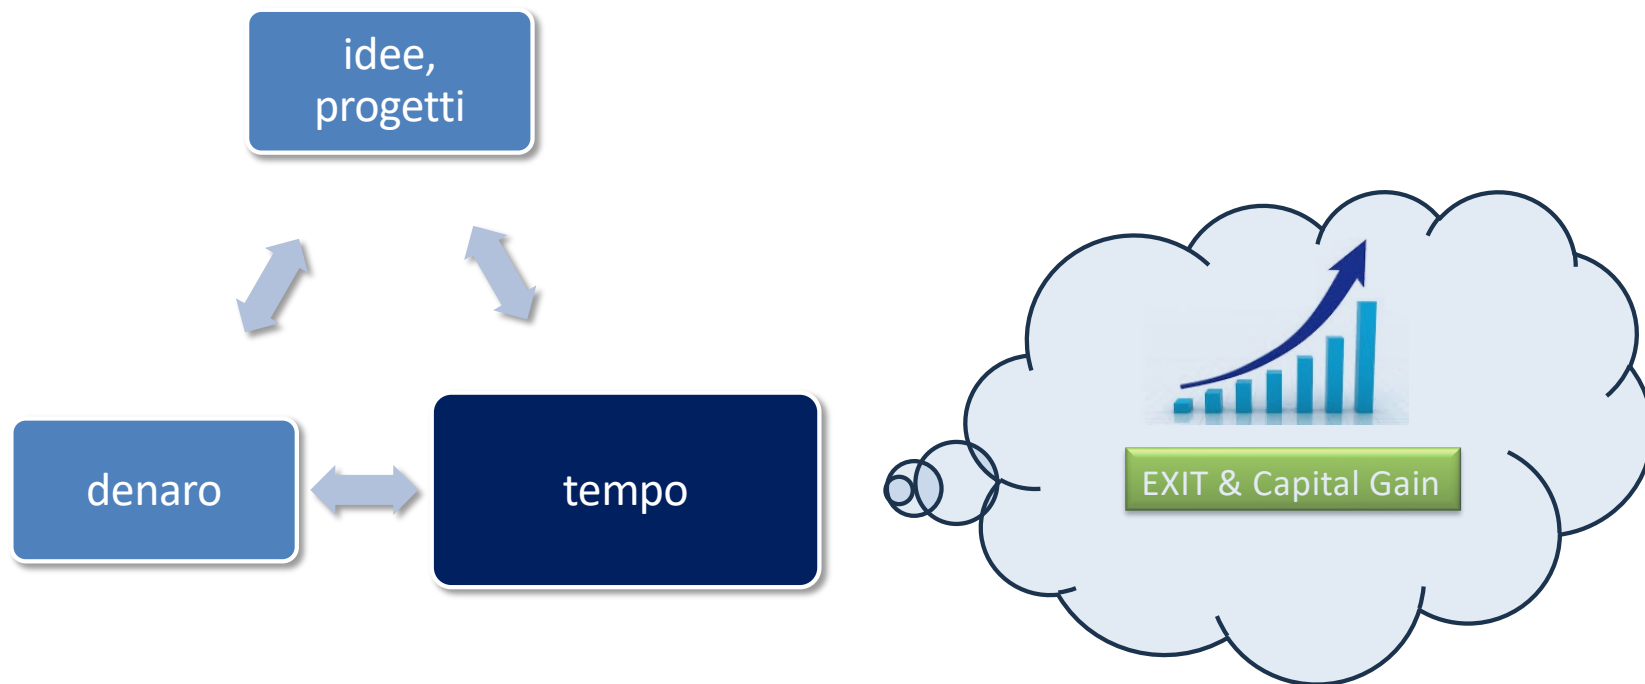 idee,
progetti
denaro
tempo
EXIT & Capital Gain